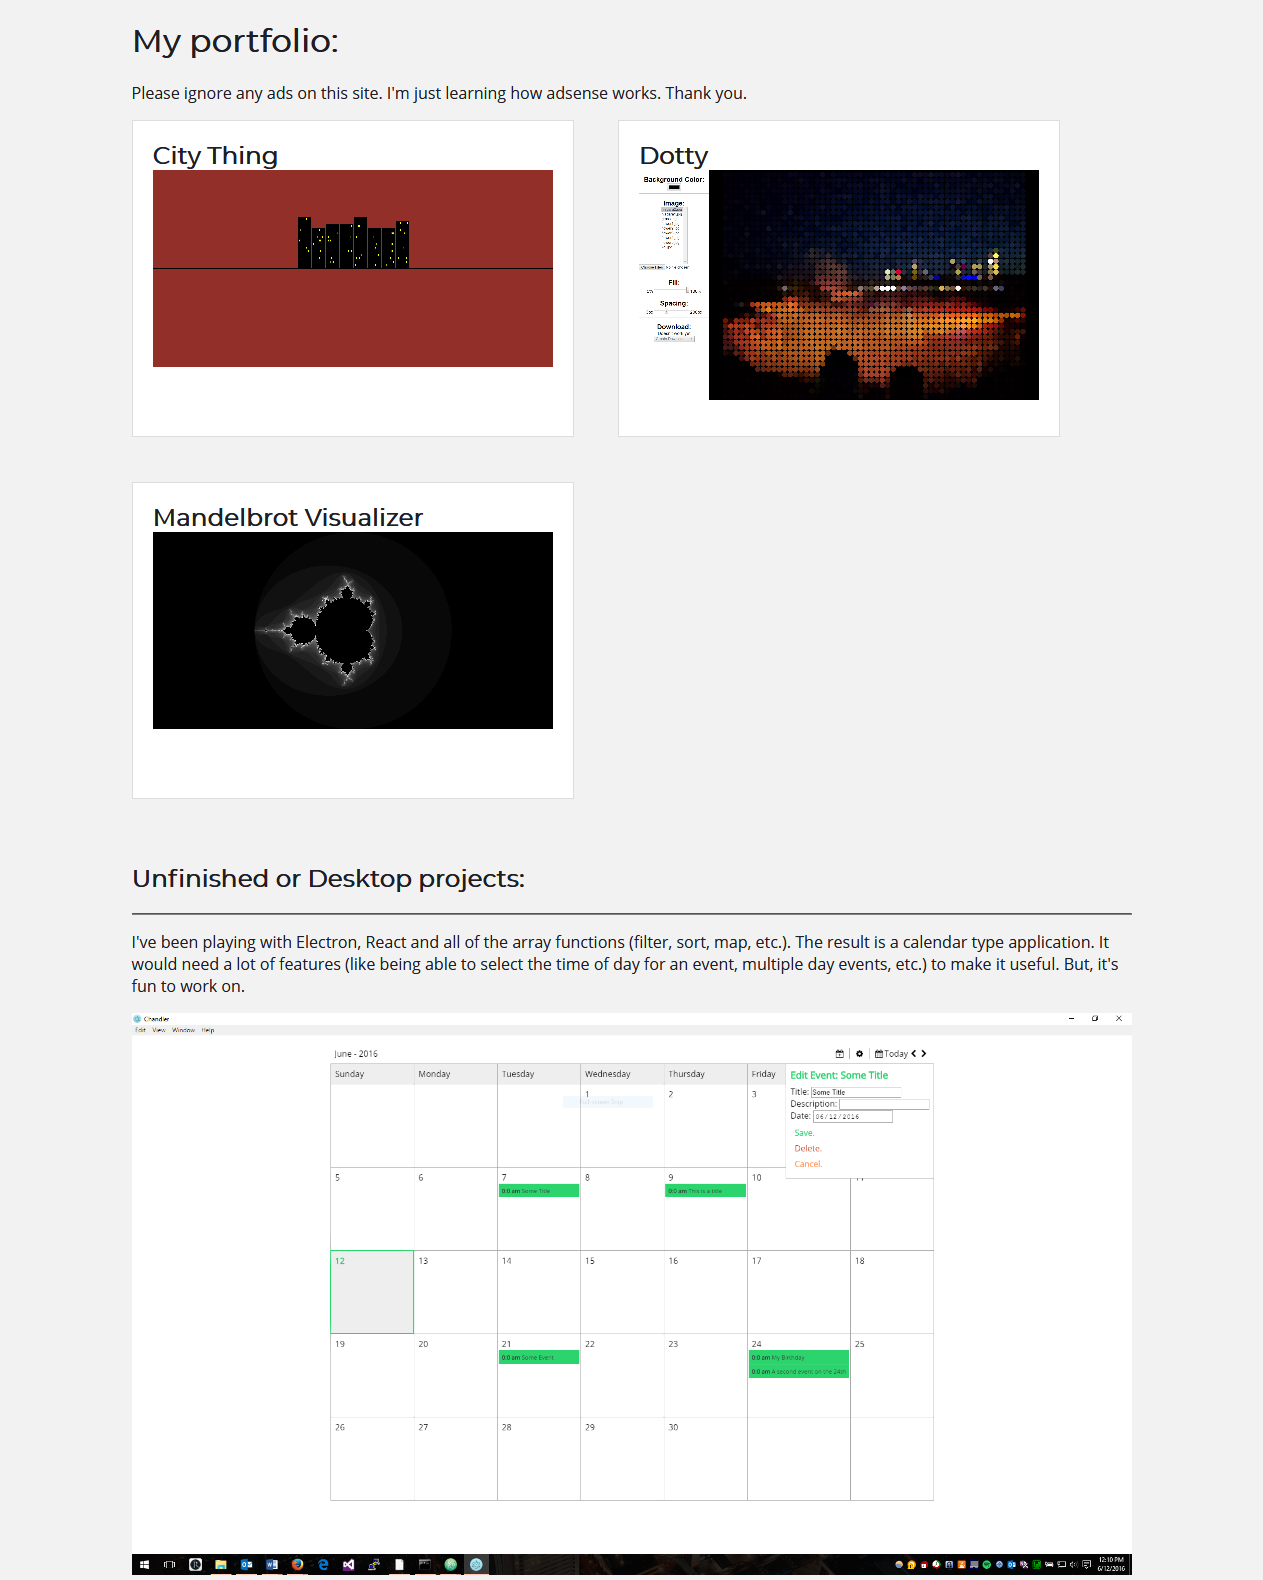 My portfolio:
Please ignore any ads on this site. I'm just learning how adsense works. Thank you.
City Thing
Dotty
Background Color:
Image:
Fill:
Spacing:
Download:
Mandelbrot Visualizer
Unfinished or Desktop projects:
I've been playing with Electron, React and all of the array functions (filter, sort, map, etc.). The result is a calendar type application. It
would need a lot of features (like being able to select the time of day for an event, multiple day events, etc.) to make it useful. But, it's
fun to work on.
Chandler
Edit View Window Help
June - 2016
Today
Sunday Monday Tuesday Wednesday Thursday Friday
Edit Event: Some Title
Title: Some Title
Description:
Date: 06/12/2016
Save.
Delete.
Cancel.
1 2 3
5 6 7 8 9 10
0:0 am Some Title
0:0 am This is a title
12 13 14 15 16 17 18
19 20 21 22 23 24 25
0:0 am Some Event
0:0 am My Birthday
0:0 am A second event on the 24th
26 27 28 29 30
12:10 PM
6/12/2016